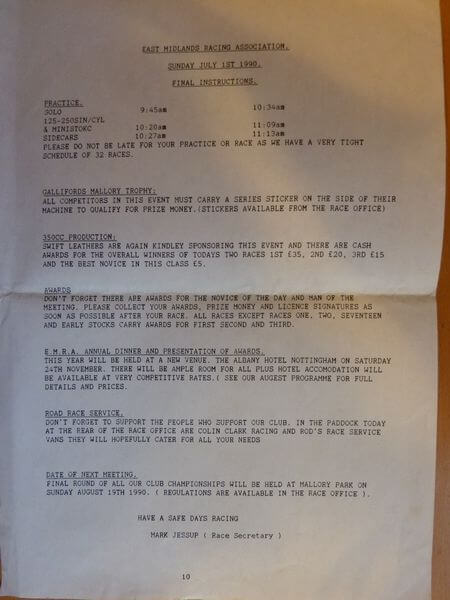 EAST MIDLANDS RACING ASSOCIATION.
SUNDAY JULY 1ST 1990.
FINAL INSTRUCTIONS.
PRACTICE.
SOLO 9:45am 10:34am
125-250SIN/CYL
& MINISTOKC 10:20am 11:09am
SIDECARS 10:27am 11:13am
PLEASE DO NOT BE LATE FOR YOUR PRACTICE OR RACE AS WE HAVE A VERY TIGHT
SCHEDULE OF 32 RACES.
GALLIFORDS MALLORY TROPHY:
ALL COMPETITORS IN THIS EVENT MUST CARRY A SERIES STICKER ON THE SIDE OF THEIR
MACHINE TO QUALIFY FOR PRIZE MONEY.(STICKERS AVAILABLE FROM THE RACE OFFICE)
350CC PRODUCTION:
SWIFT LEATHERS ARE AGAIN KINDLEY SPONSORING THIS EVENT AND THERE ARE CASH
AWARDS FOR THE OVERALL WINNERS OF TODAYS TWO RACES 1ST £35, 2ND £20, 3RD £15
AND THE BEST NOVICE IN THIS CLASS £5.
AWARDS
DON'T FORGET THERE ARE AWARDS FOR THE NOVICE OF THE DAY AND MAN OF THE
MEETING. PLEASE COLLECT YOUR AWARDS, PRIZE MONEY AND LICENCE SIGNATURES AS
SOON AS POSSIBLE AFTER YOUR RACE. ALL RACES EXCEPT RACES ONE, TWO, SEVENTEEN
AND EARLY STOCKS CARRY AWARDS FOR FIRST SECOND AND THIRD.
E.M.R.A. ANNUAL DINNER AND PRESENTATION OF AWARDS.
THIS YEAR WILL BE HELD AT A NEW VENUE. THE ALBANY HOTEL NOTTINGHAM ON SATURDAY
24TH NOVEMBER. THERE WILL BE AMPLE ROOM FOR ALL PLUS HOTEL ACCOMODATION WILL
BE AVAILABLE AT VERY COMPETITIVE RATES.( SEE OUR AUGEST PROGRAMME FOR FULL
DETAILS AND PRICES.
ROAD RACE SERVICE.
DON'T FORGET TO SUPPORT THE PEOPLE WHO SUPPORT OUR CLUB. IN THE PADDOCK TODAY
AT THE REAR OF THE RACE OFFICE ARE COLIN CLARK RACING AND ROD'S RACE SERVICE
VANS THEY WILL HOPEFULLY CATER FOR ALL YOUR NEEDS
DATE OF NEXT MEETING.
FINAL ROUND OF ALL OUR CLUB CHAMPIONSHIPS WILL BE HELD AT MALLORY PARK ON
SUNDAY AUGUST 19TH 1990. ( REGULATIONS ARE AVAILABLE IN THE RACE OFFICE ).
HAVE A SAFE DAYS RACING
MARK JESSUP ( Race Secretary )
10